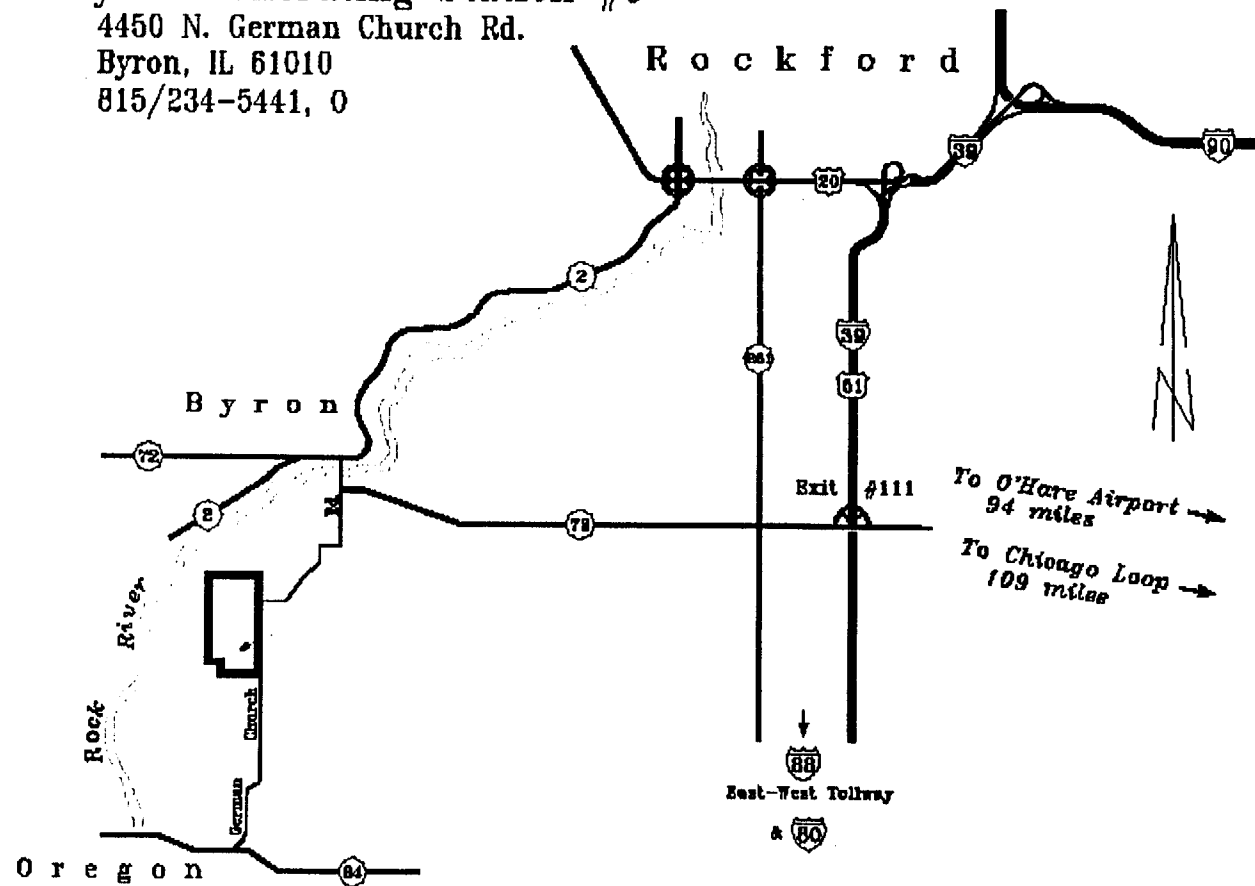 4450 N. German Church Rd.
Byron, IL 61010
815/234-5441, 0
Rockford
39
90
20
2
39
51
Byron
72
Exit #111
To O'Hare Airport
94 miles
2
Rd
72
To Chicago Loop
109 miles
Rock River
German Church
88
East-West Tollway
& 80
Oregon
64
N